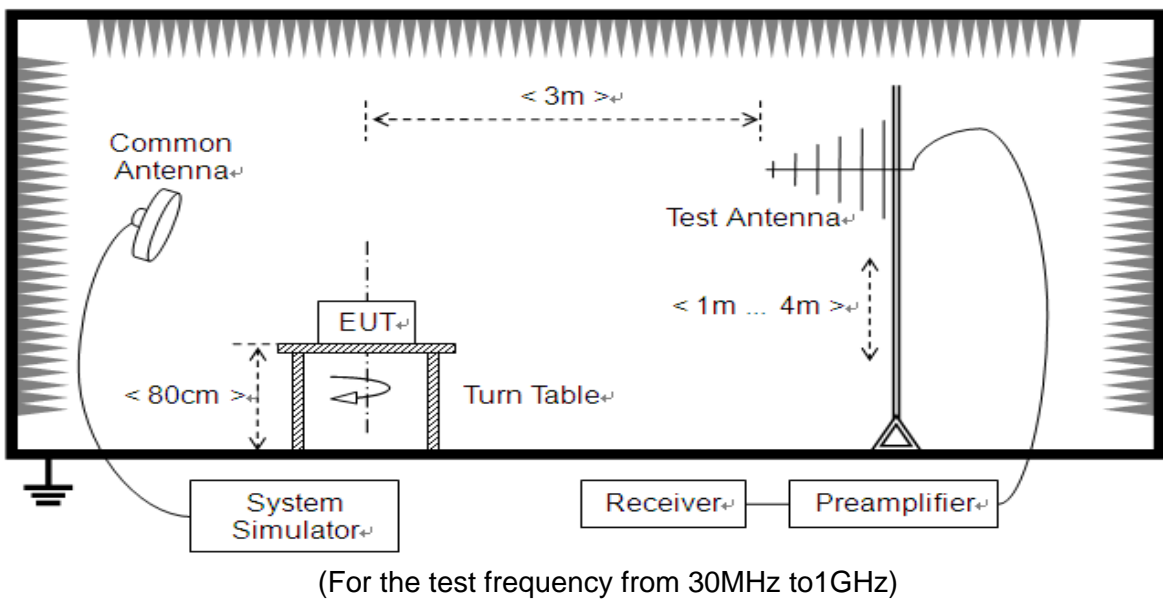 < 3m >↵
Common
Antenna↵
Test Antenna↵
< 1m ... 4m >↵
EUT↵
< 80cm >↵
Turn Table↵
System
Simulator↵
Receiver↵
Preamplifier↵
(For the test frequency from 30MHz to1GHz)